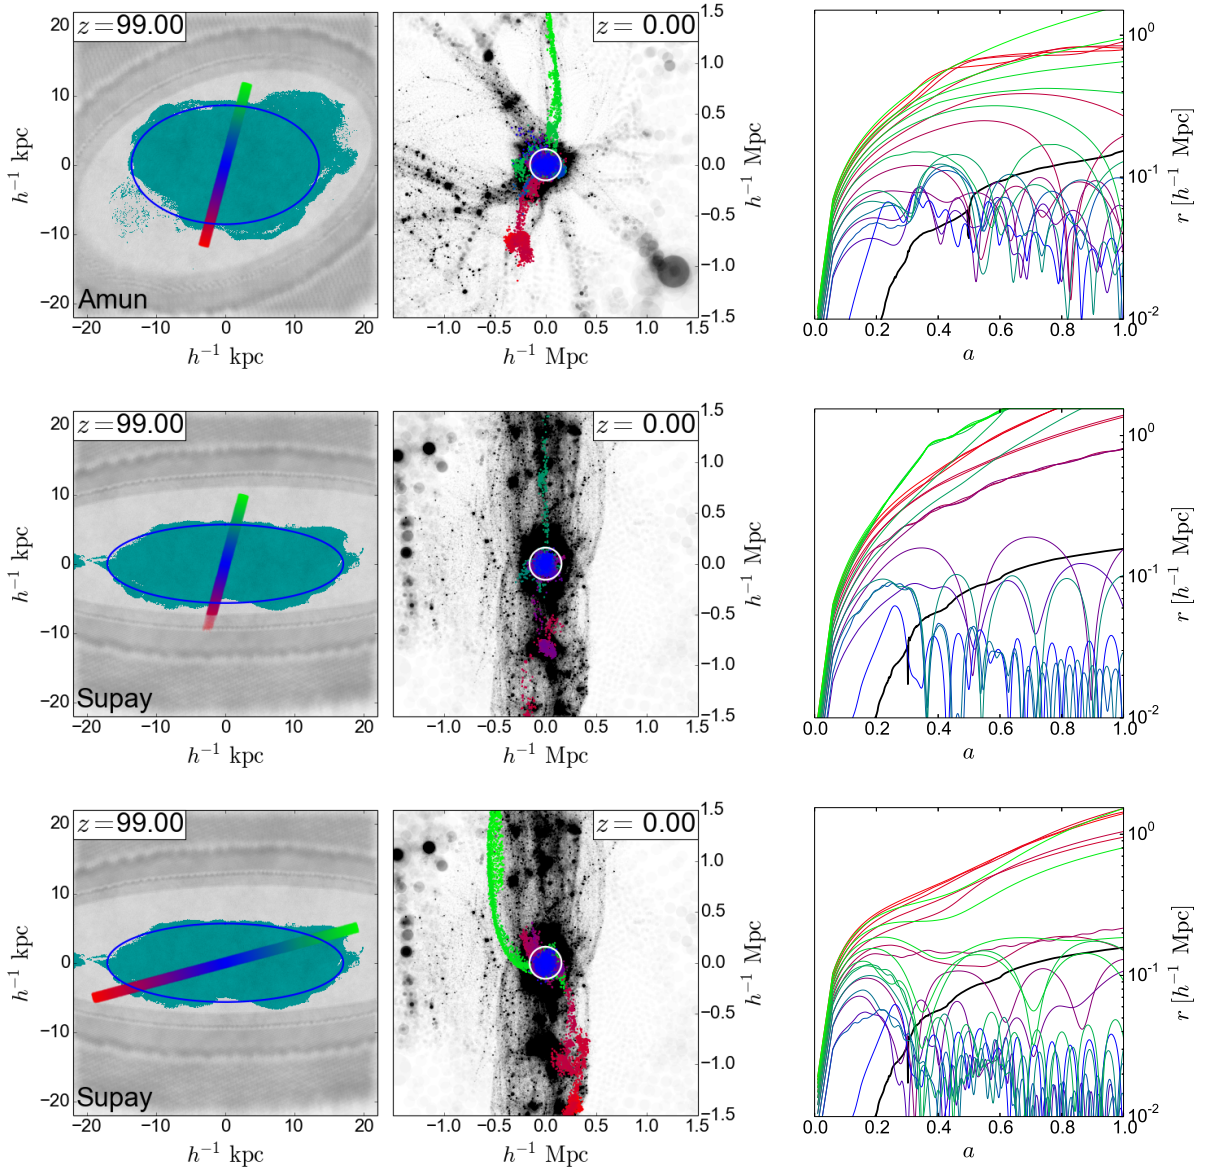 z = 99.00
z = 0.00
20
10
0
−10
−20
h⁻¹ kpc
Amun
−20 −10 0 10 20
h⁻¹ kpc
1.5
1.0
0.5
0.0
−0.5
−1.0
−1.5
h⁻¹ Mpc
−1.0 −0.5 0.0 0.5 1.0 1.5
h⁻¹ Mpc
10⁰
10⁻¹
10⁻²
r [h⁻¹ Mpc]
0.0 0.2 0.4 0.6 0.8 1.0
a
z = 99.00
z = 0.00
20
10
0
−10
−20
h⁻¹ kpc
Supay
−20 −10 0 10 20
h⁻¹ kpc
1.5
1.0
0.5
0.0
−0.5
−1.0
−1.5
h⁻¹ Mpc
−1.0 −0.5 0.0 0.5 1.0 1.5
h⁻¹ Mpc
10⁰
10⁻¹
10⁻²
r [h⁻¹ Mpc]
0.0 0.2 0.4 0.6 0.8 1.0
a
z = 99.00
z = 0.00
20
10
0
−10
−20
h⁻¹ kpc
Supay
−20 −10 0 10 20
h⁻¹ kpc
1.5
1.0
0.5
0.0
−0.5
−1.0
−1.5
h⁻¹ Mpc
−1.0 −0.5 0.0 0.5 1.0 1.5
h⁻¹ Mpc
10⁰
10⁻¹
10⁻²
r [h⁻¹ Mpc]
0.0 0.2 0.4 0.6 0.8 1.0
a